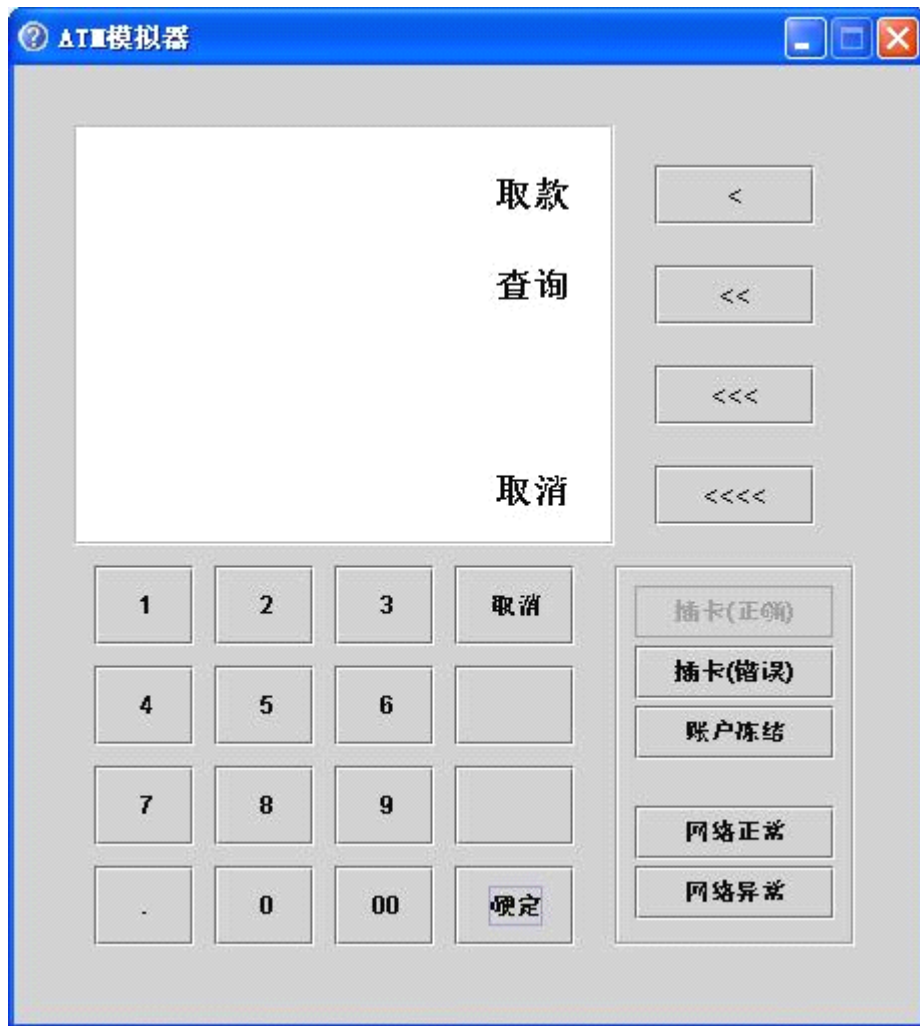 ATM模拟器
取款
<
查询
<<
<<<
取消
<<<<
1 2 3 取消
4 5 6
7 8 9
. 0 00 确定
插卡(正确)
插卡(错误)
账户冻结
网络正常
网络异常